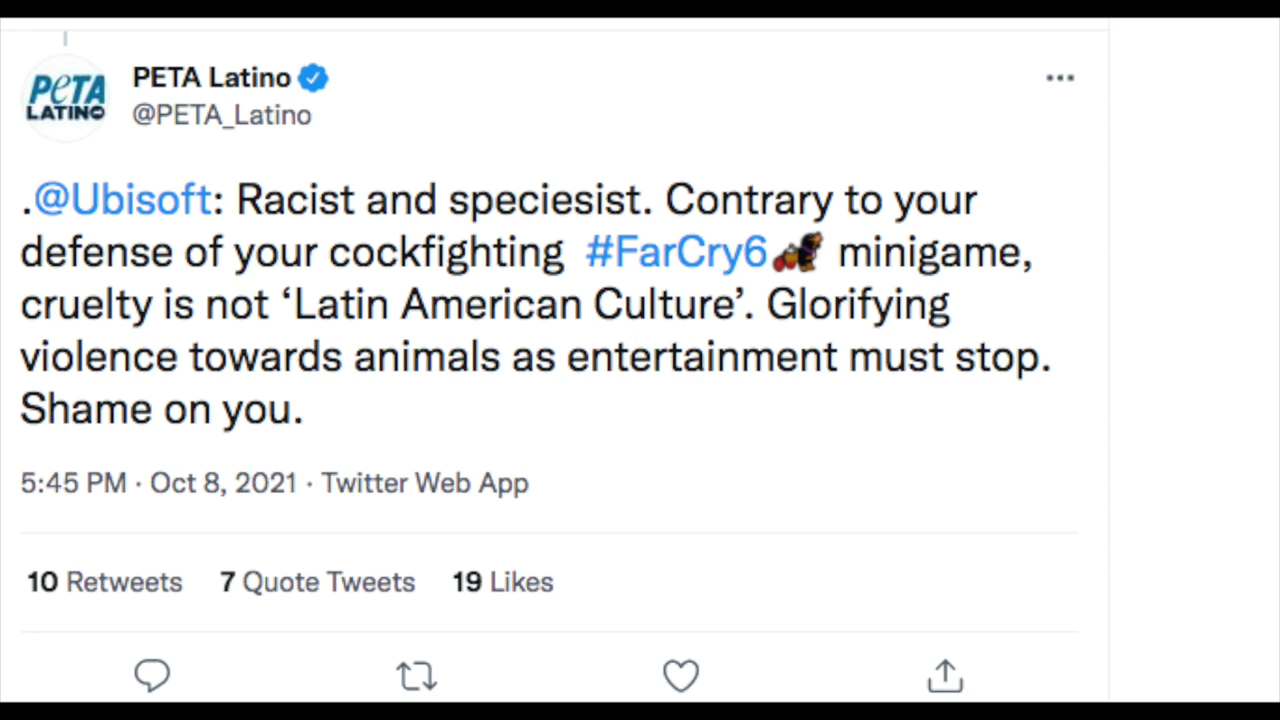 PETA
LATINO
PETA Latino
@PETA_Latino
.@Ubisoft: Racist and speciesist. Contrary to your
defense of your cockfighting #FarCry6 minigame,
cruelty is not ‘Latin American Culture’. Glorifying
violence towards animals as entertainment must stop.
Shame on you.
5:45 PM · Oct 8, 2021 · Twitter Web App
10 Retweets 7 Quote Tweets 19 Likes